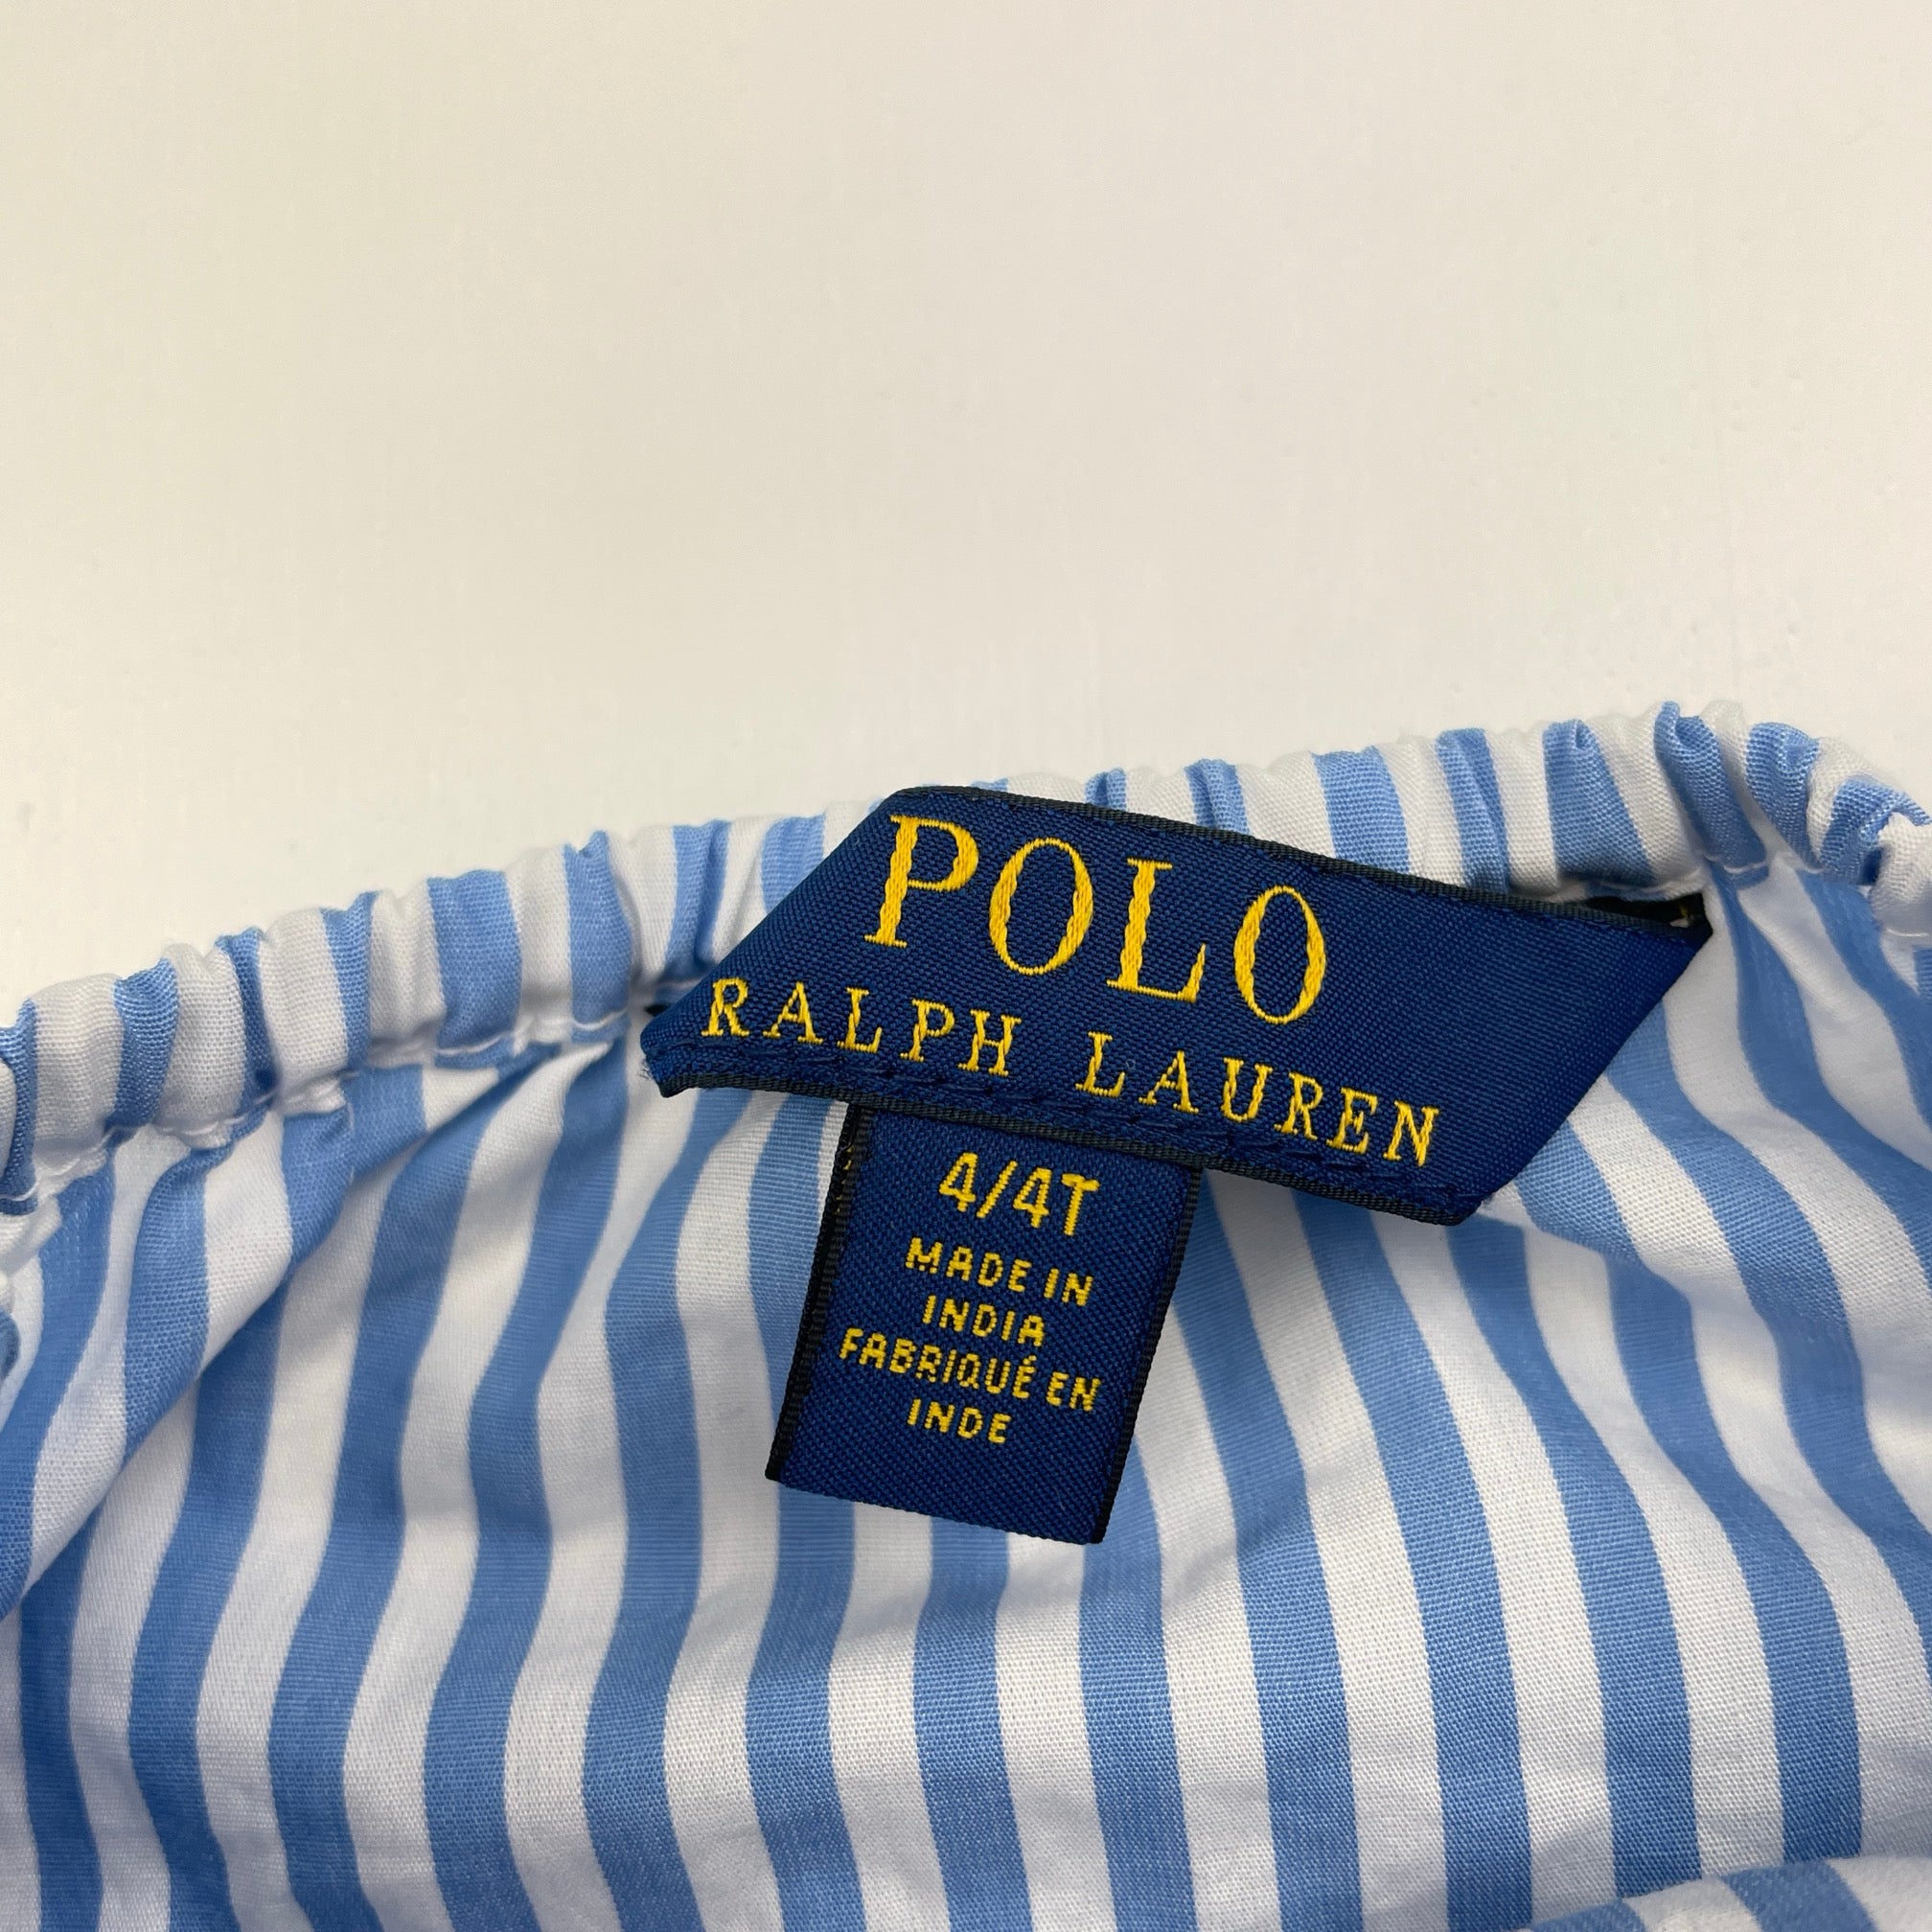 POLO
RALPH LAUREN
4/4T
MADE IN
INDIA
FABRIQUÉ EN
INDE